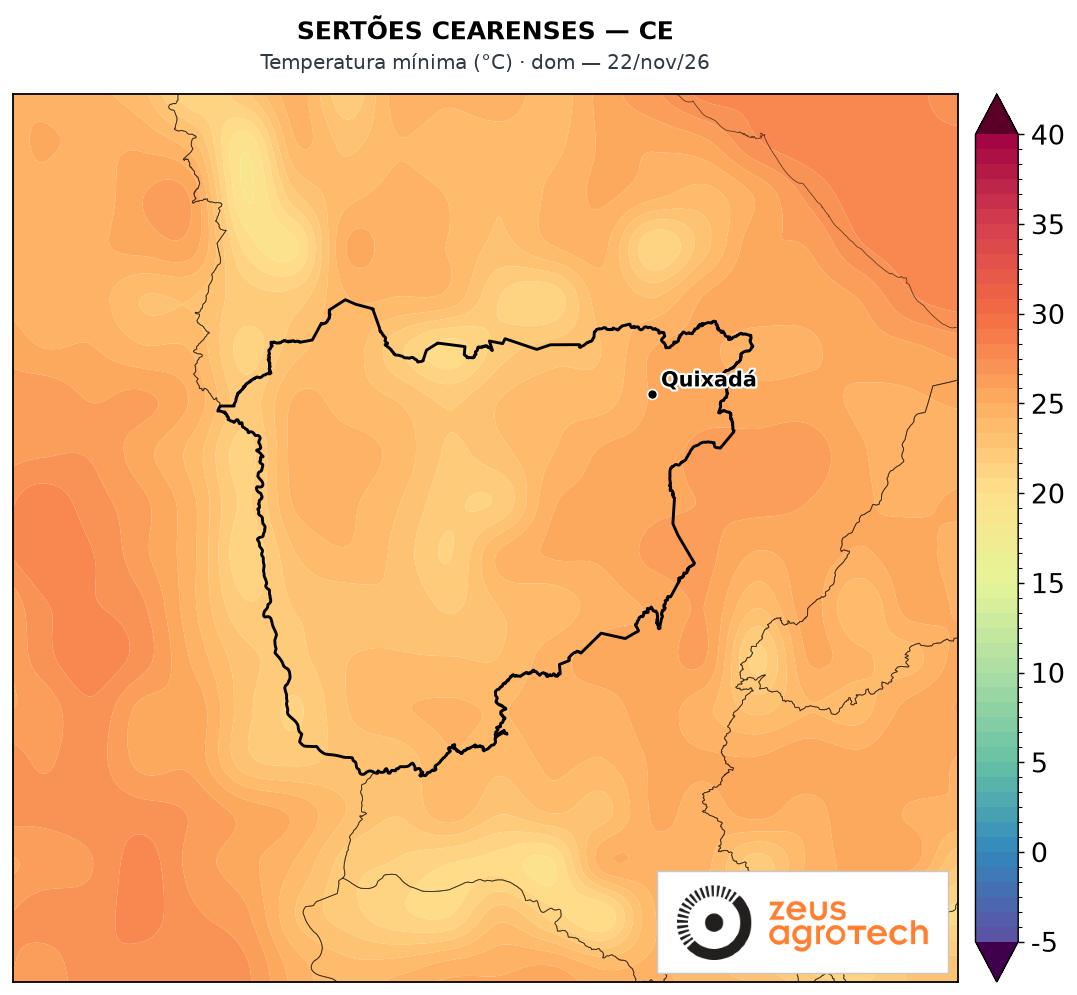 SERTÕES CEARENSES — CE
Temperatura mínima (°C) · dom — 22/nov/26
Quixadá
40
35
30
25
20
15
10
5
0
-5
zeus
agrotech